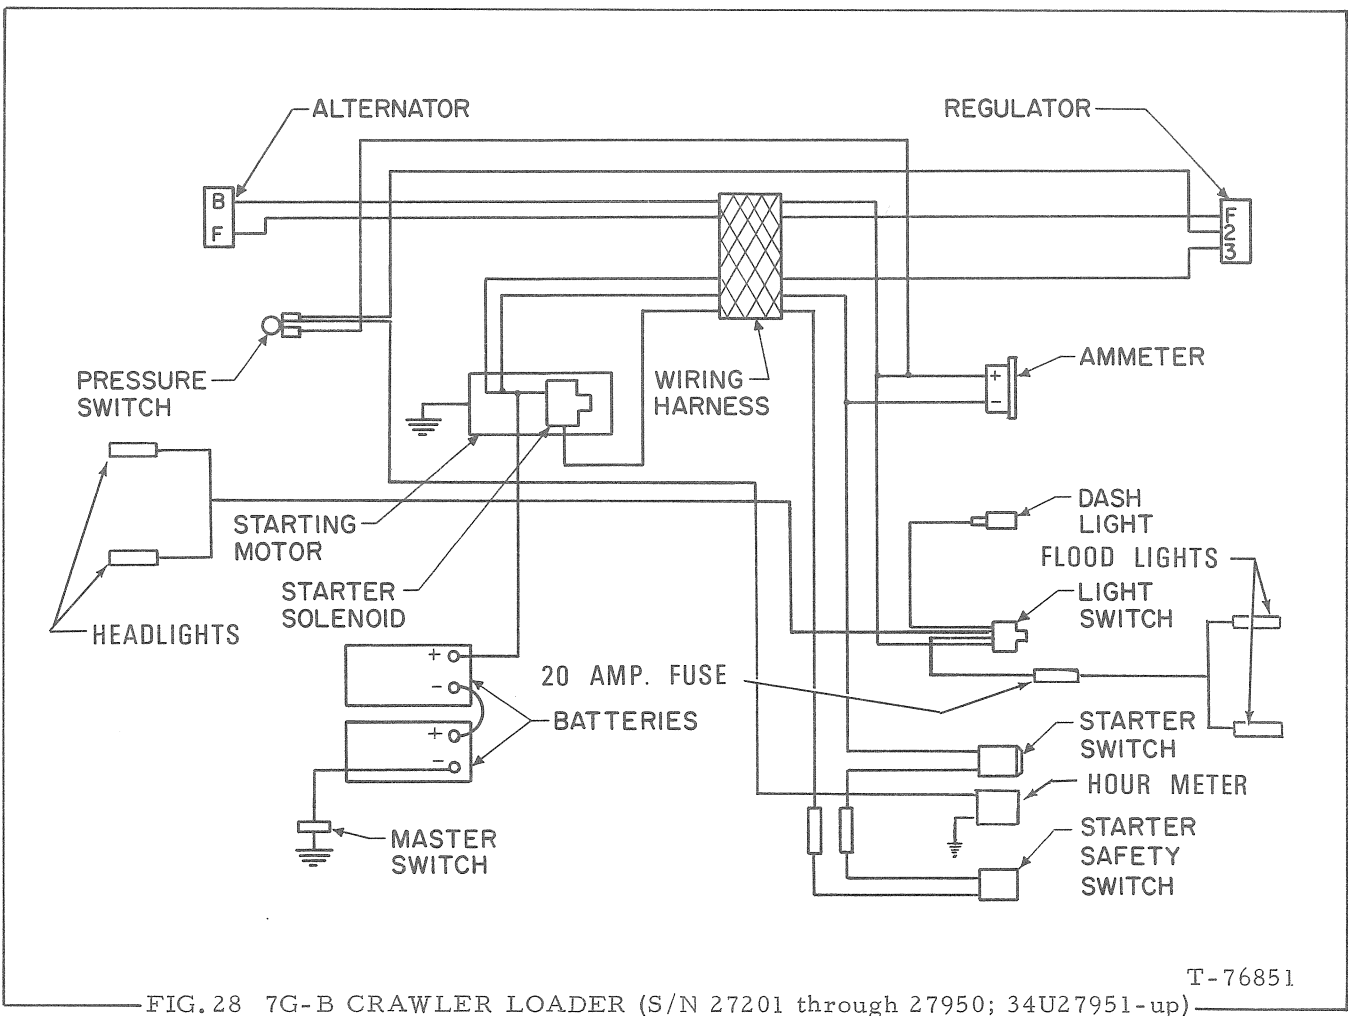 ALTERNATOR
REGULATOR
B
F
F
2
3
PRESSURE
SWITCH
WIRING
HARNESS
+
−
AMMETER
STARTING
MOTOR
STARTER
SOLENOID
HEADLIGHTS
DASH
LIGHT
FLOOD LIGHTS
LIGHT
SWITCH
+
−
+
−
20 AMP. FUSE
BATTERIES
STARTER
SWITCH
HOUR METER
MASTER
SWITCH
STARTER
SAFETY
SWITCH
T-76851
FIG. 28 7G-B CRAWLER LOADER (S/N 27201 through 27950; 34U27951-up)